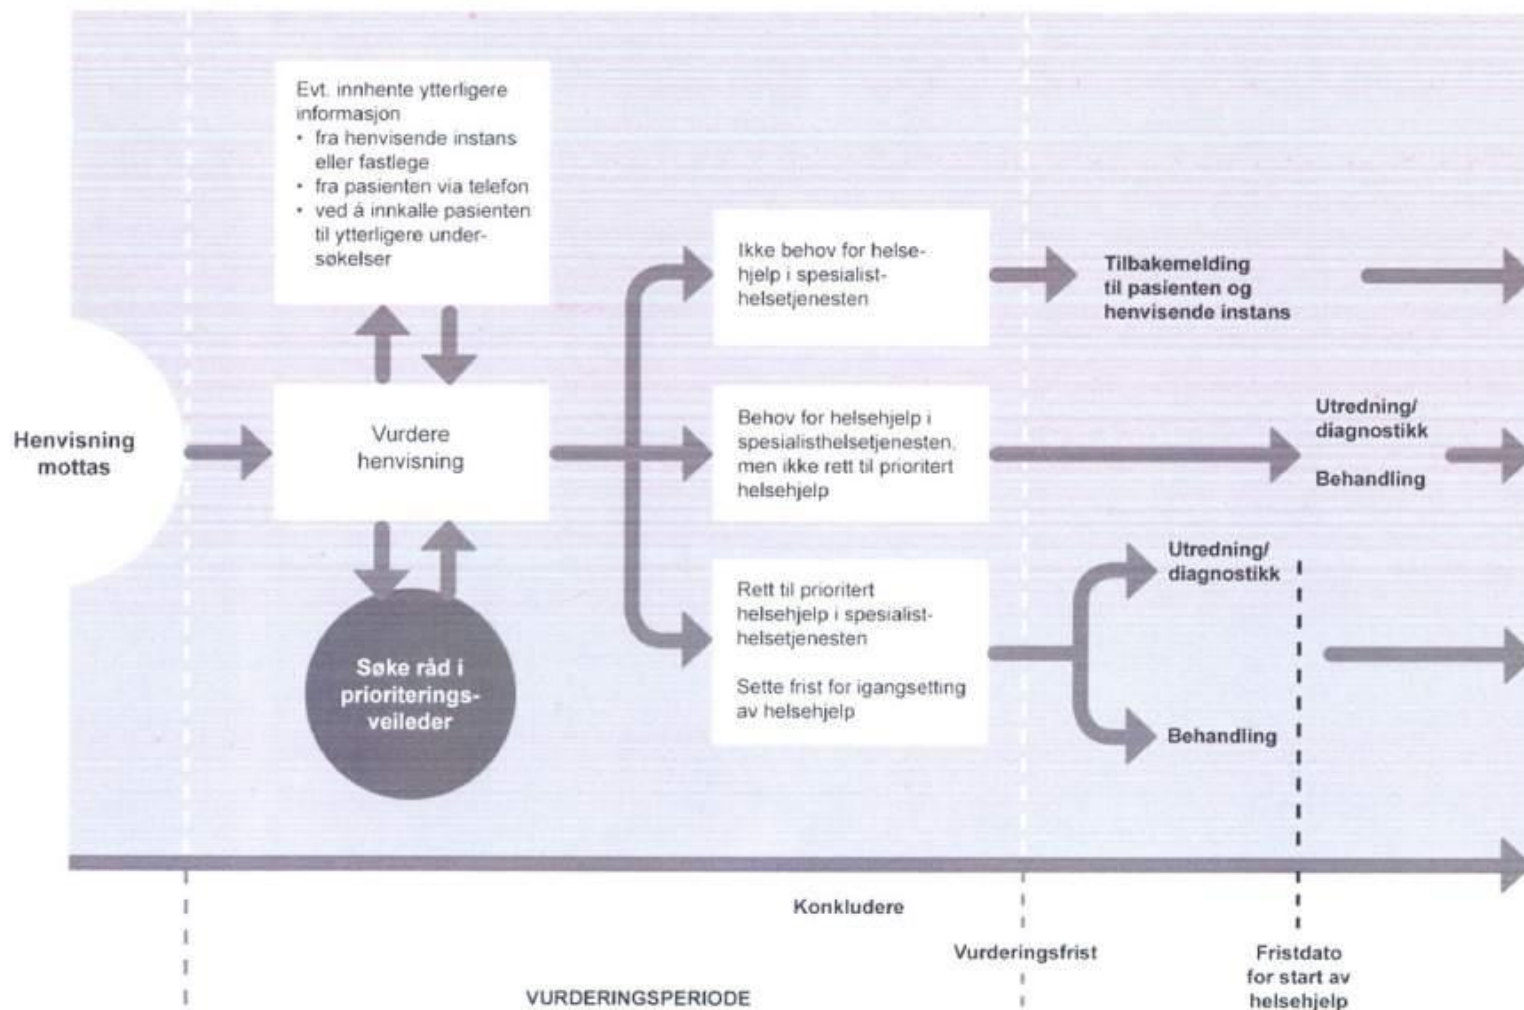 Evt. innhente ytterligere
informasjon
• fra henvisende instans
eller fastlege
• fra pasienten via telefon
• ved å innkalle pasienten
til ytterligere under-
søkelser
Henvisning
mottas
Vurdere
henvisning
Søke råd i
prioriterings-
veileder
Ikke behov for helse-
hjelp i spesialist-
helsetjenesten
Tilbakemelding
til pasienten og
henvisende instans
Behov for helsehjelp i
spesialisthelsetjenesten,
men ikke rett til prioritert
helsehjelp
Utredning/
diagnostikk
Behandling
Rett til prioritert
helsehjelp i spesialist-
helsetjenesten
Sette frist for igangsetting
av helsehjelp
Utredning/
diagnostikk
Behandling
Konkludere
Vurderingsfrist
Fristdato
for start av
helsehjelp
VURDERINGSPERIODE